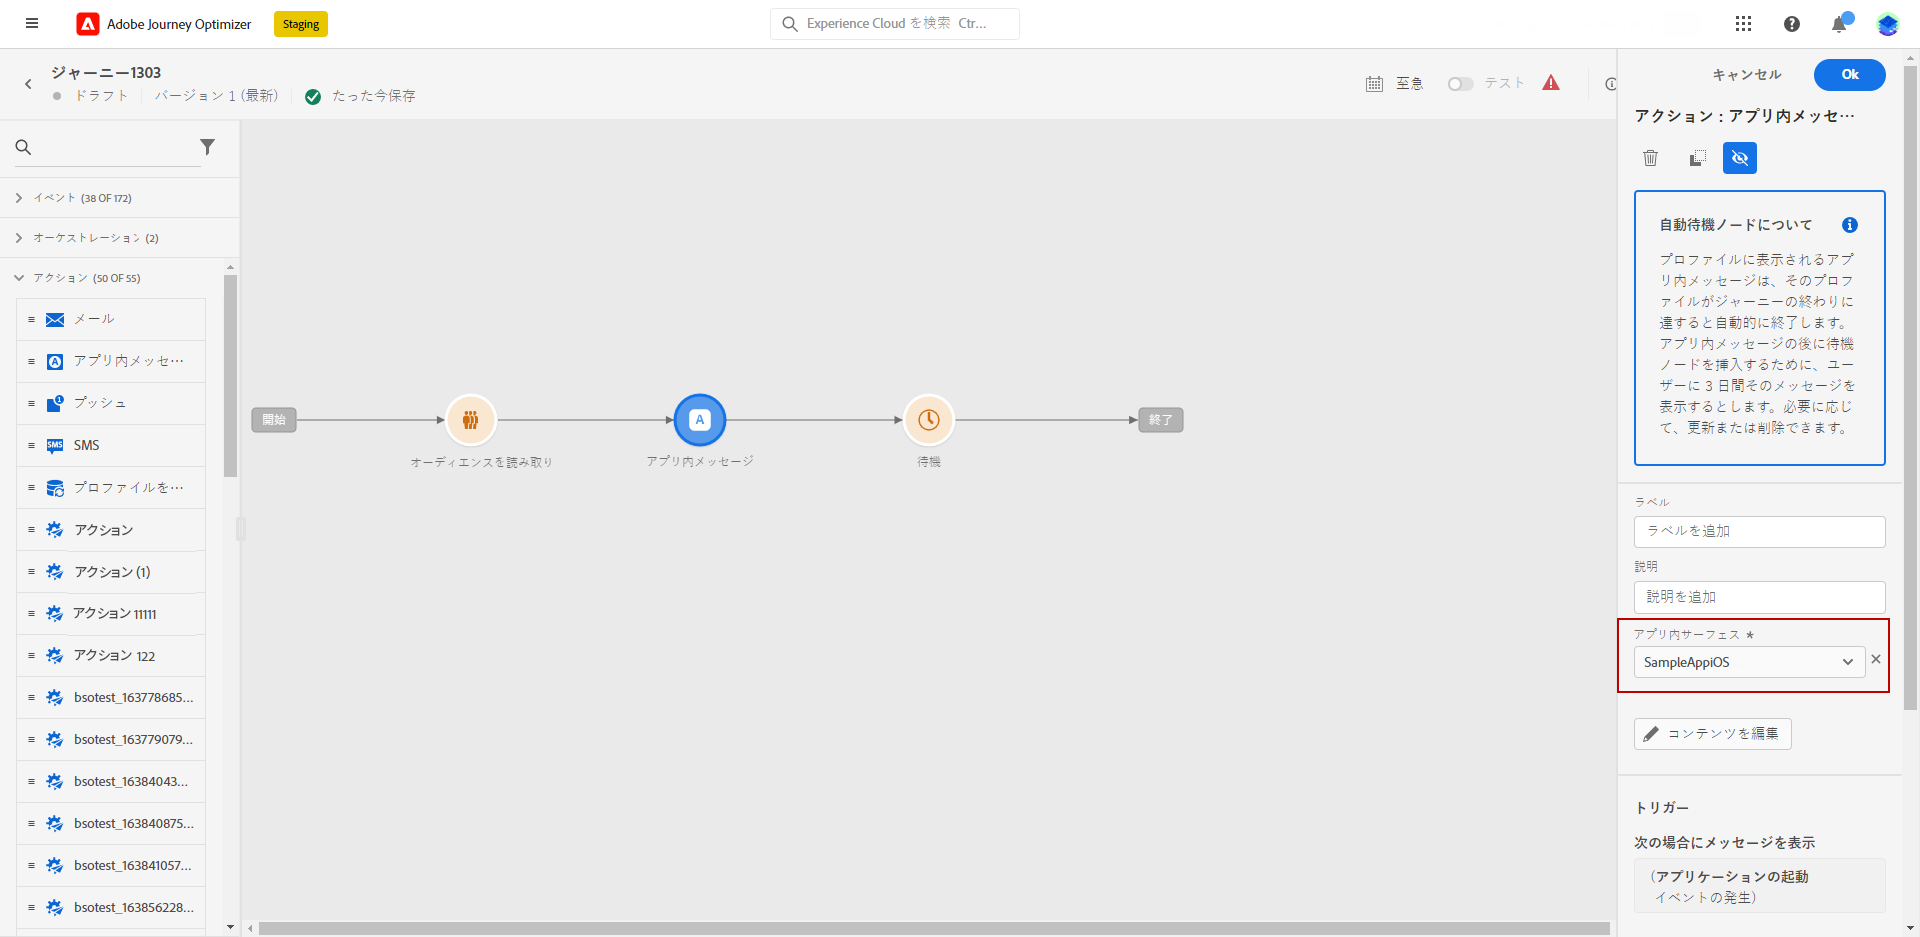 Adobe Journey Optimizer
Staging
Experience Cloud を検索 Ctr...
ジャーニー1303
ドラフト
バージョン 1 (最新)
たった今保存
至急
テスト
キャンセル
Ok
イベント (38 OF 172)
オーケストレーション (2)
アクション (50 OF 55)
メール
アプリ内メッセ…
プッシュ
SMS
プロファイルを…
アクション
アクション (1)
アクション 11111
アクション 122
bsotest_163778685...
bsotest_163779079...
bsotest_16384043...
bsotest_163840875...
bsotest_163841057...
bsotest_163856228...
開始
オーディエンスを読み取り
A
アプリ内メッセージ
待機
終了
アクション : アプリ内メッセ…
自動待機ノードについて
プロファイルに表示されるアプ
リ内メッセージは、そのプロフ
ァイルがジャーニーの終わりに
達すると自動的に終了します。
アプリ内メッセージの後に待機
ノードを挿入するために、ユー
ザーに 3 日間そのメッセージを
表示するとします。必要に応じ
て、更新または削除できます。
ラベル
ラベルを追加
説明
説明を追加
アプリ内サーフェス *
SampleAppiOS
コンテンツを編集
トリガー
次の場合にメッセージを表示
(アプリケーションの起動
イベントの発生)